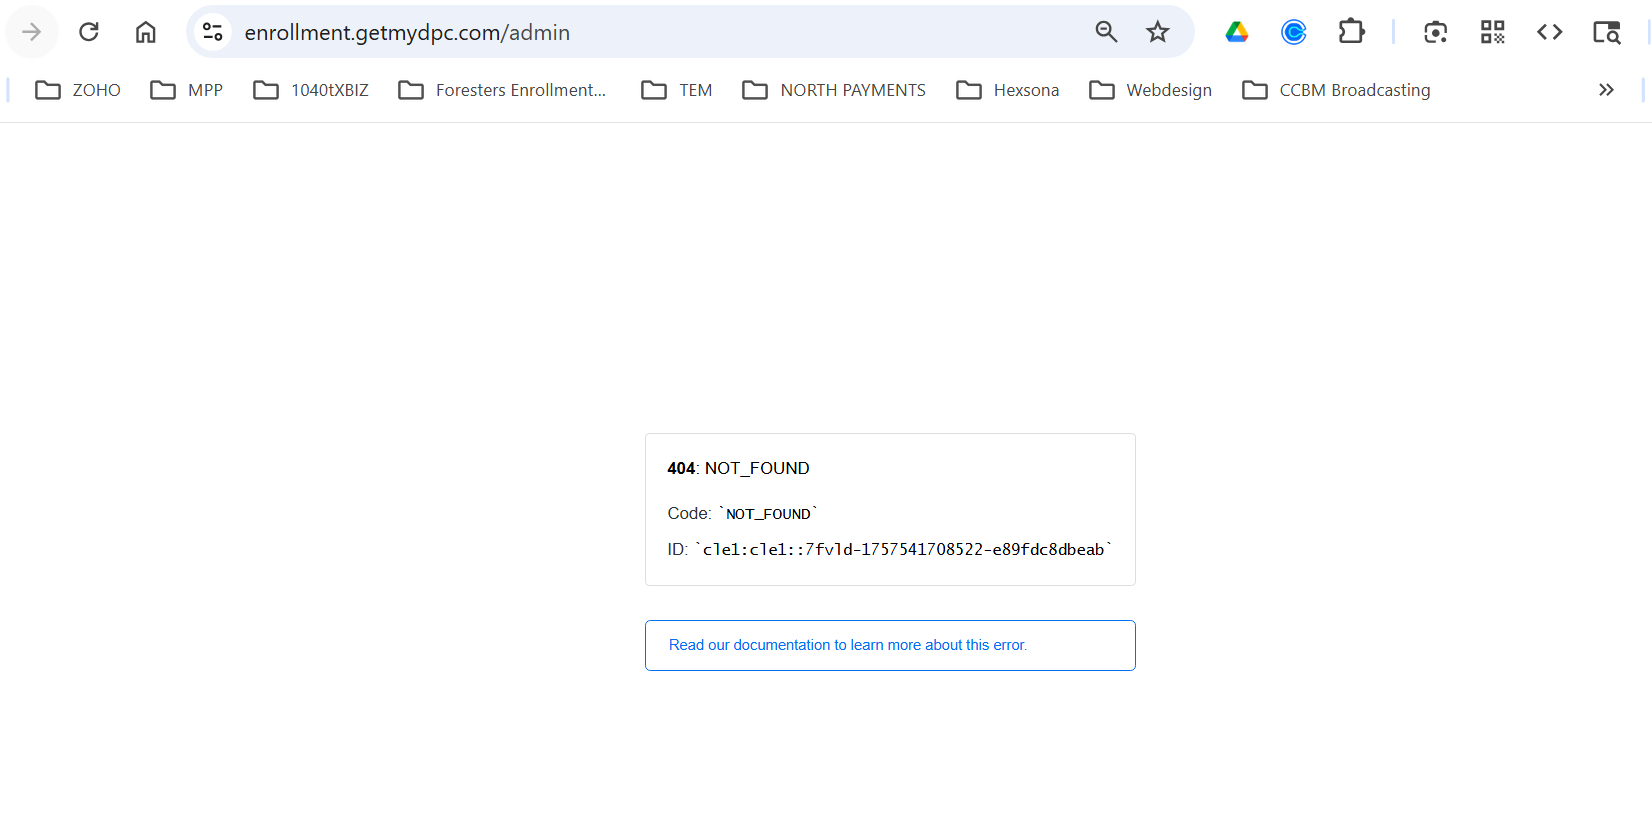 enrollment.getmydpc.com/admin
ZOHO MPP 1040tXBIZ Foresters Enrollment... TEM NORTH PAYMENTS Hexsona Webdesign CCBM Broadcasting
404: NOT_FOUND
Code: `NOT_FOUND`
ID: `cle1:cle1::7fvld-1757541708522-e89fdc8dbeab`
Read our documentation to learn more about this error.